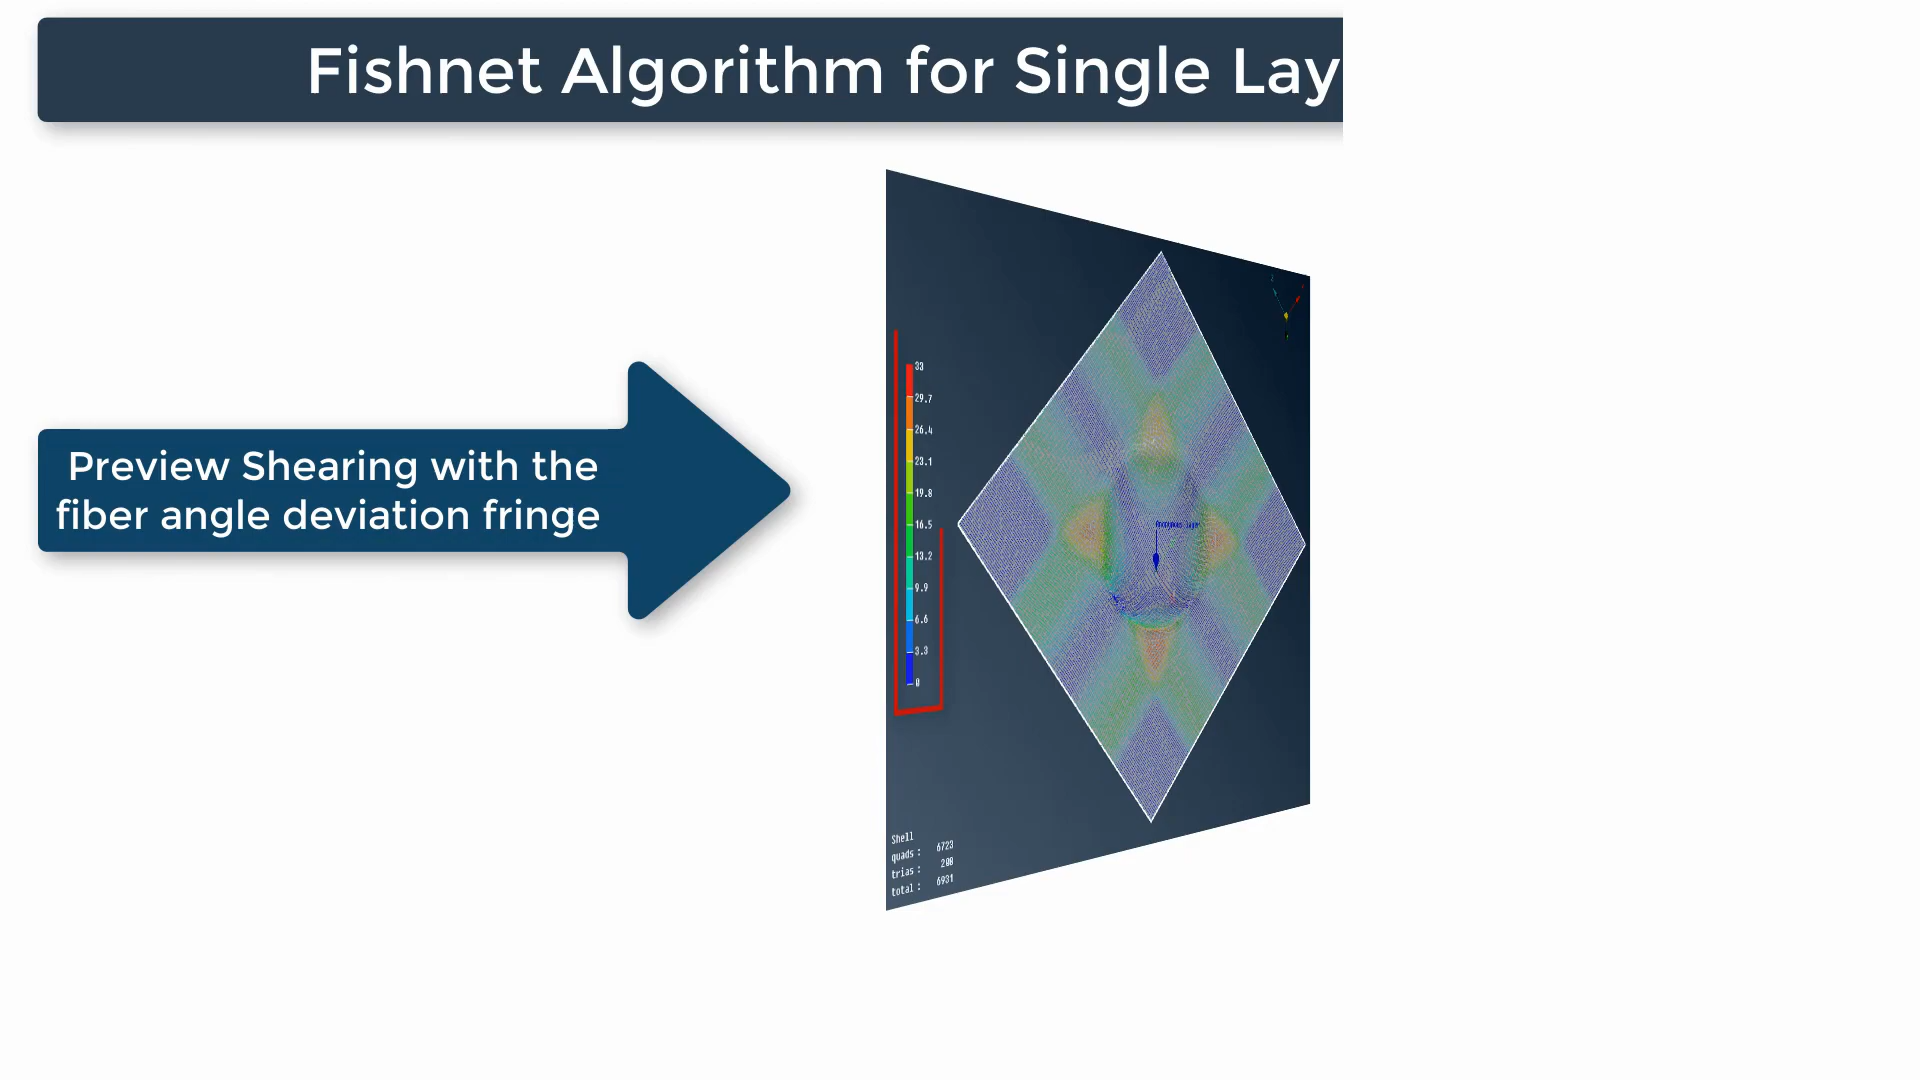 Fishnet Algorithm for Single Lay
Preview Shearing with the
fiber angle deviation fringe
33
29.7
26.4
23.1
19.8
16.5
13.2
9.9
6.6
3.3
0
Anonymous layer
Shell
quads : 6723
trias : 208
total : 6931